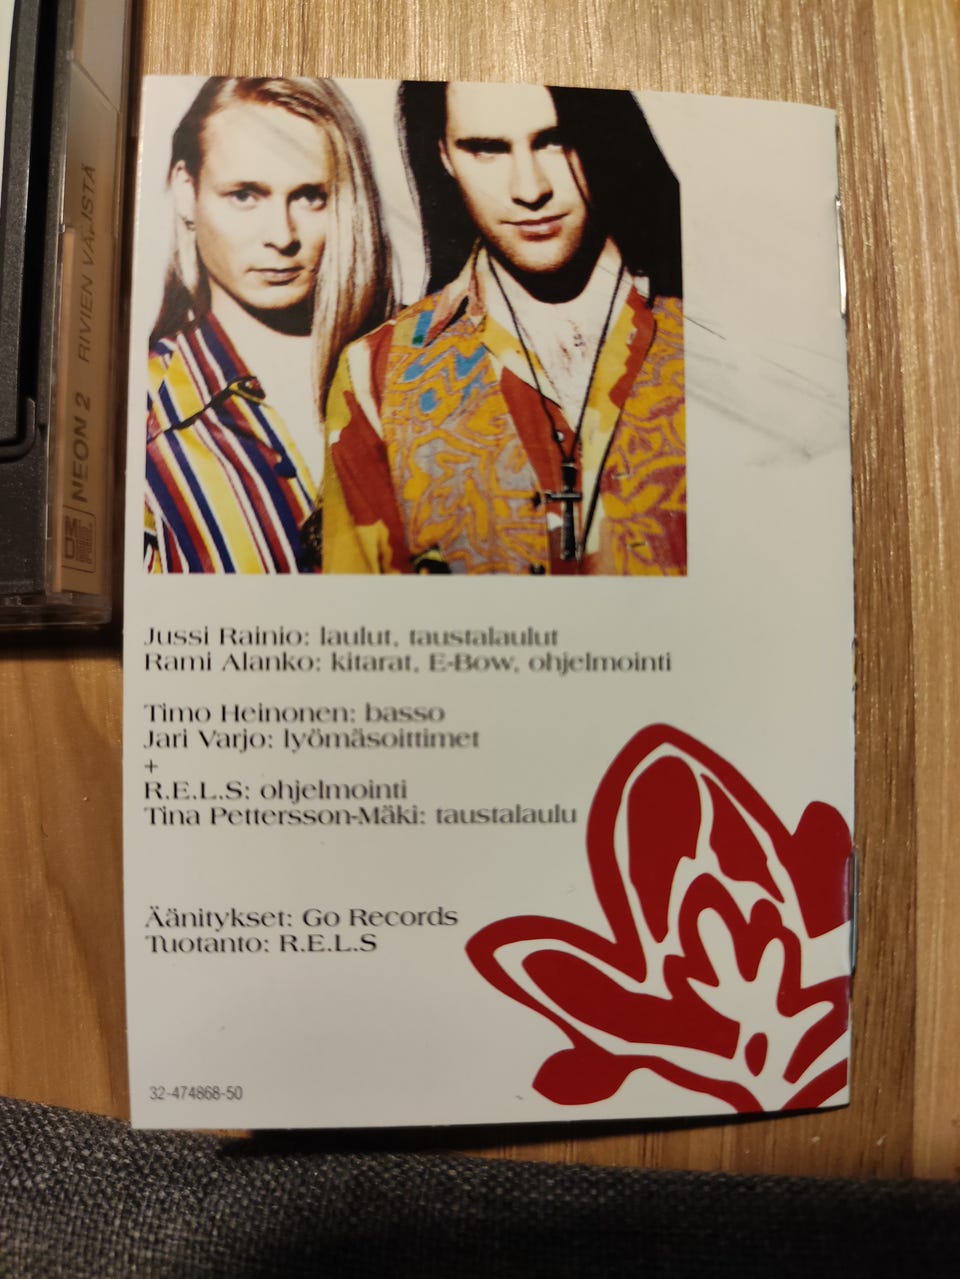 NEON 2 RIVIEN VÄLISTÄ
Jussi Rainio: laulut, taustalaulut
Rami Alanko: kitarat, E-Bow, ohjelmointi
Timo Heinonen: basso
Jari Varjo: lyömäsoittimet
+
R.E.L.S: ohjelmointi
Tina Pettersson-Mäki: taustalaulu
Äänitykset: Go Records
Tuotanto: R.E.L.S
32-474868-50